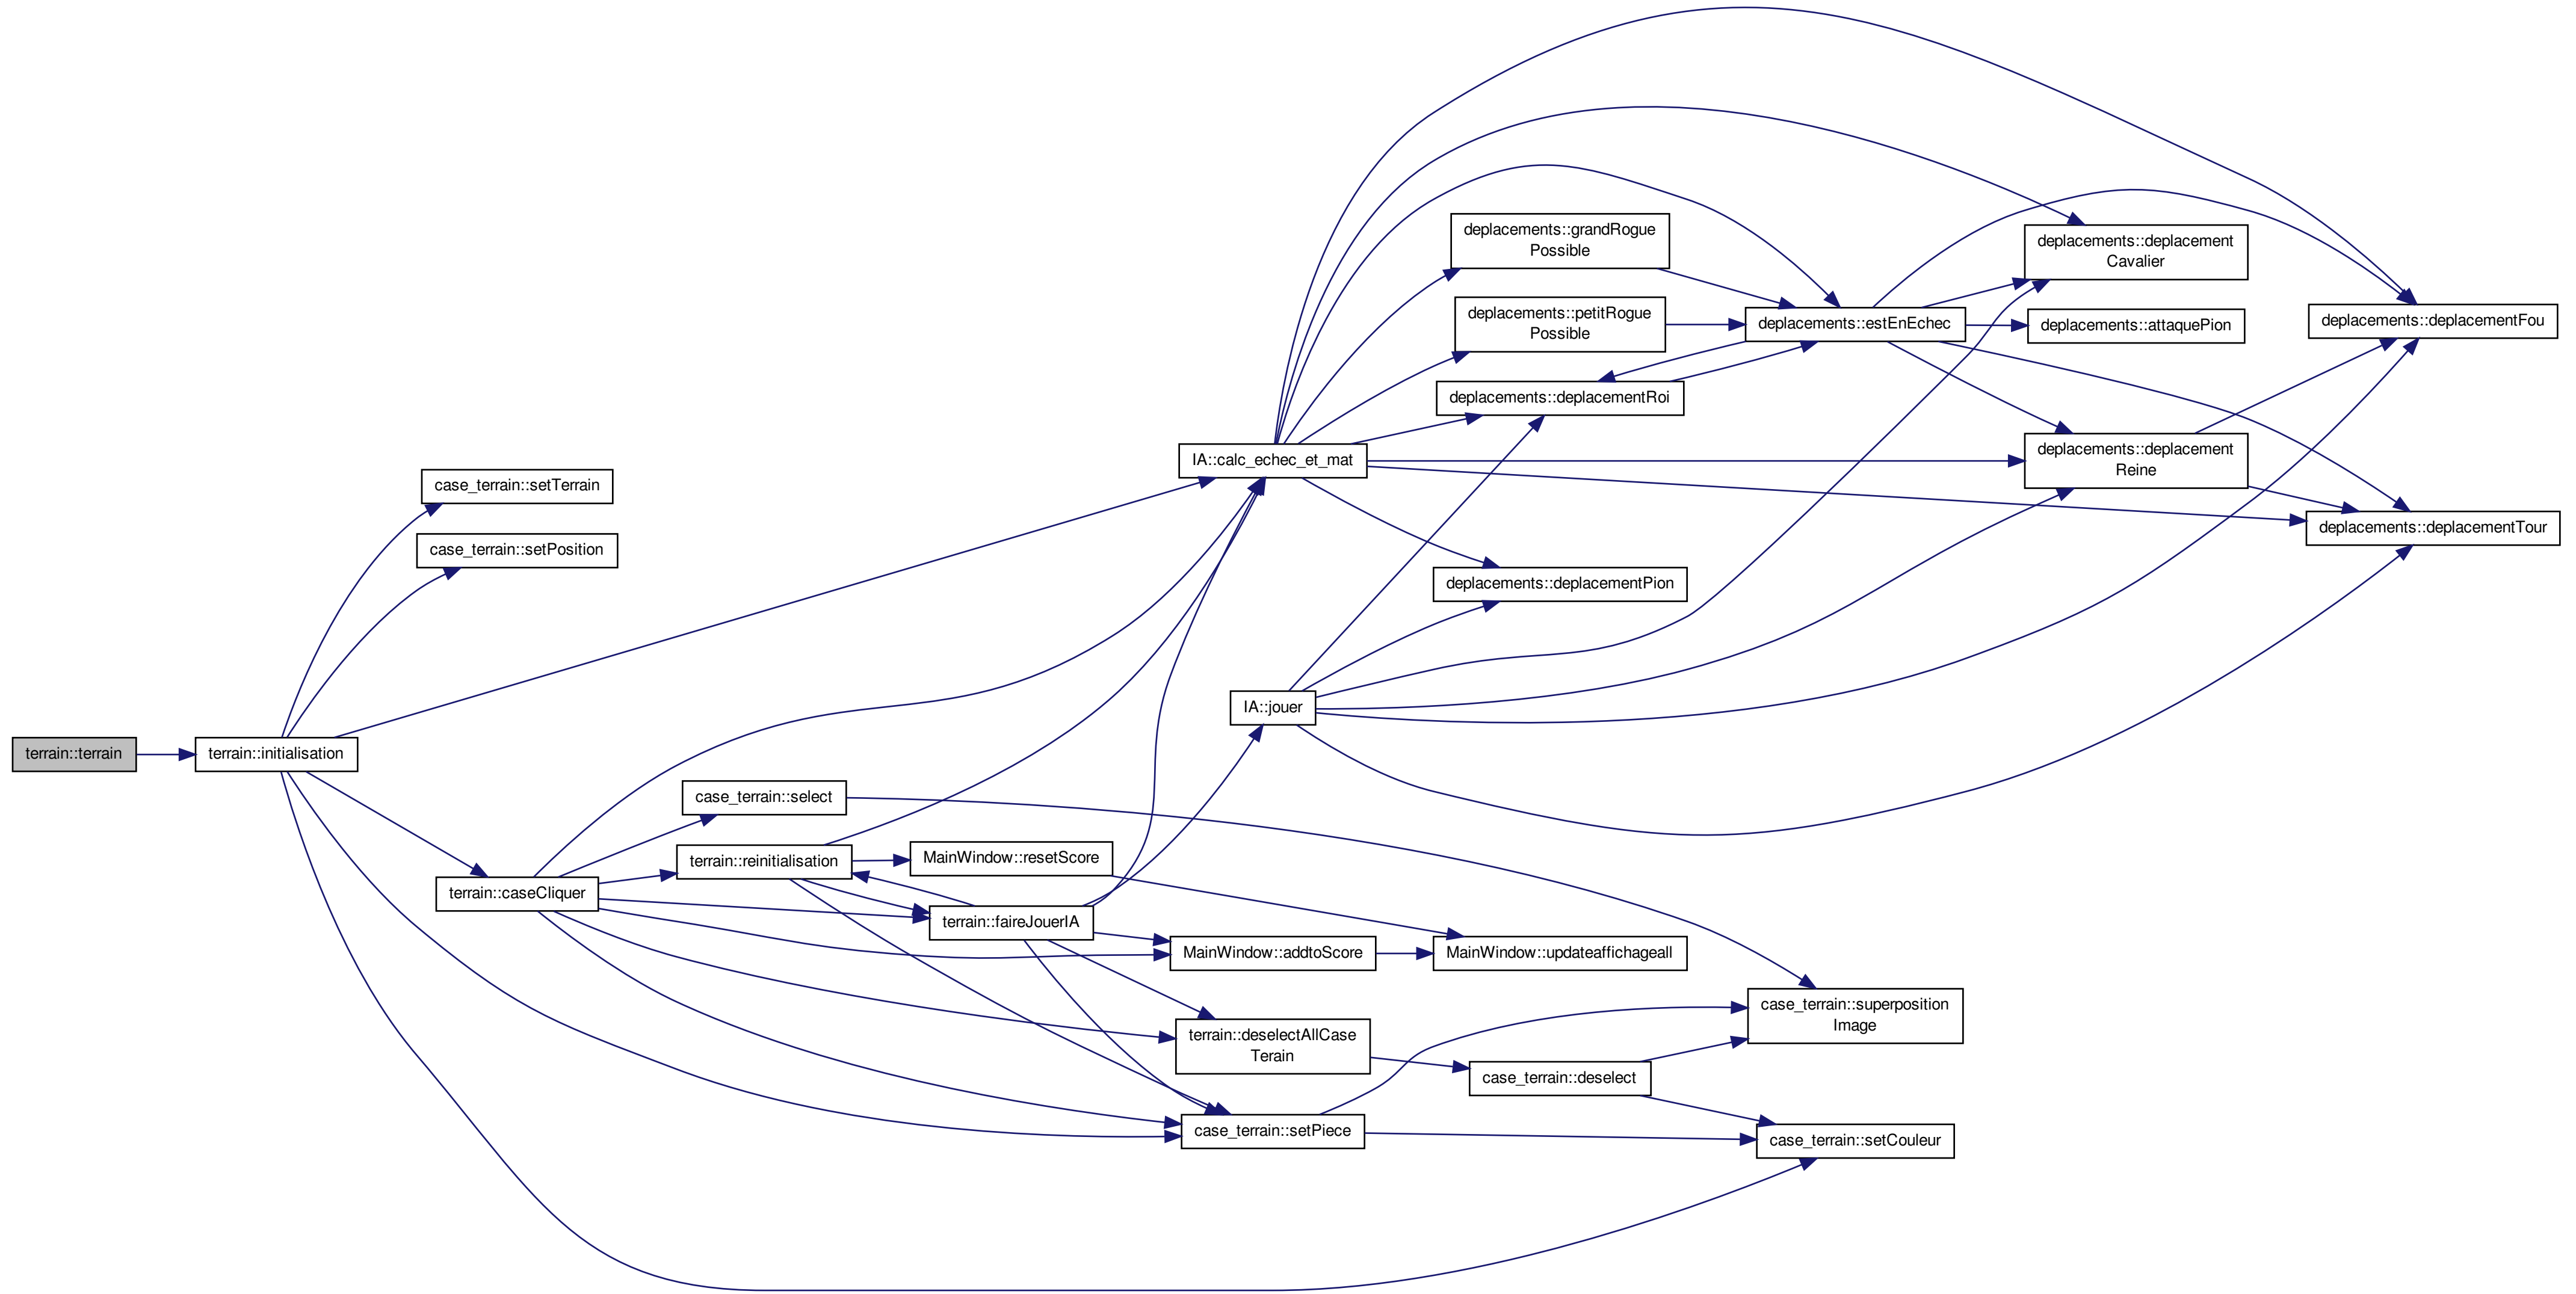 deplacements::grandRogue
Possible
deplacements::deplacement
Cavalier
deplacements::petitRogue
Possible
deplacements::estEnEchec
deplacements::attaquePion
deplacements::deplacementFou
deplacements::deplacementRoi
IA::calc_echec_et_mat
deplacements::deplacement
Reine
case_terrain::setTerrain
deplacements::deplacementTour
case_terrain::setPosition
deplacements::deplacementPion
IA::jouer
terrain::terrain
terrain::initialisation
case_terrain::select
terrain::reinitialisation
MainWindow::resetScore
terrain::caseCliquer
terrain::faireJouerIA
MainWindow::addtoScore
MainWindow::updateaffichageall
case_terrain::superposition
Image
terrain::deselectAllCase
Terain
case_terrain::deselect
case_terrain::setPiece
case_terrain::setCouleur